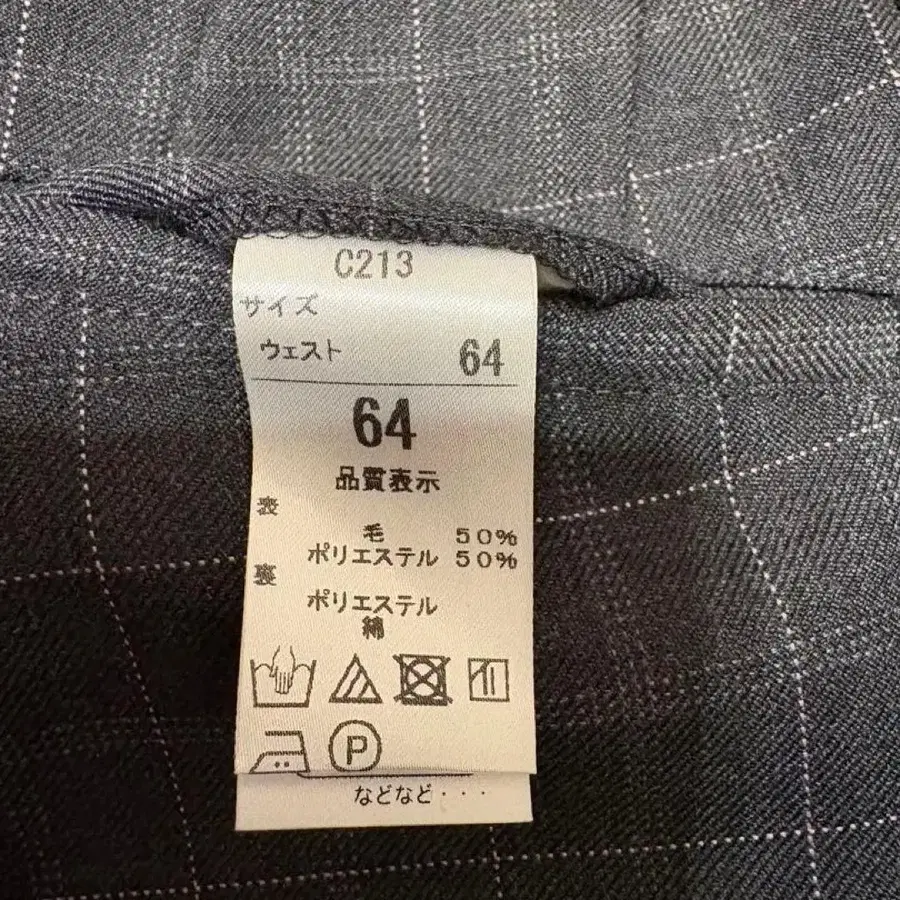 C213
サイズ
ウェスト 64
64
品質表示
表
毛 50%
ポリエステル 50%
裏
ポリエステル
綿
P
などなど・・・